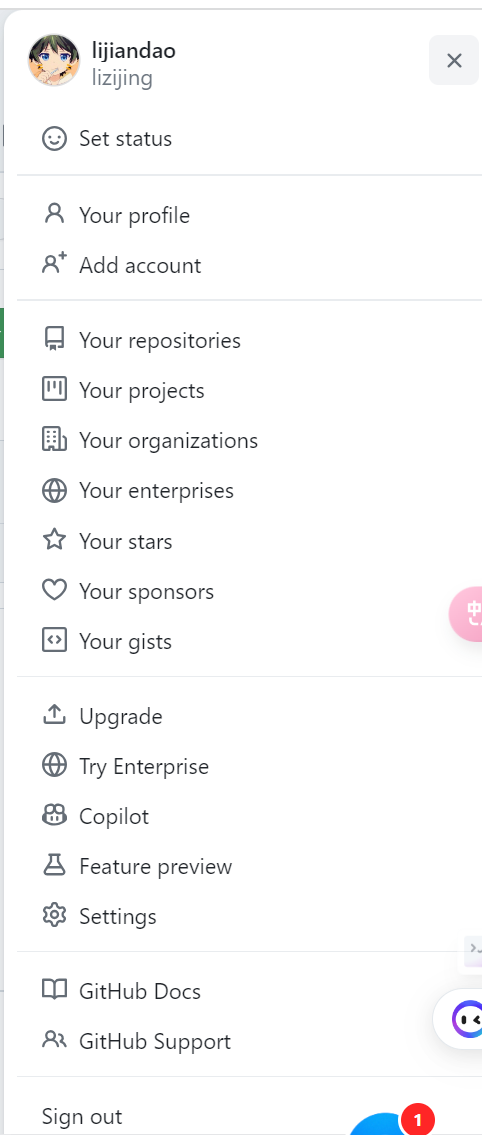 lijiandao
lizijing
Set status
Your profile
Add account
Your repositories
Your projects
Your organizations
Your enterprises
Your stars
Your sponsors
Your gists
Upgrade
Try Enterprise
Copilot
Feature preview
Settings
GitHub Docs
GitHub Support
Sign out
1